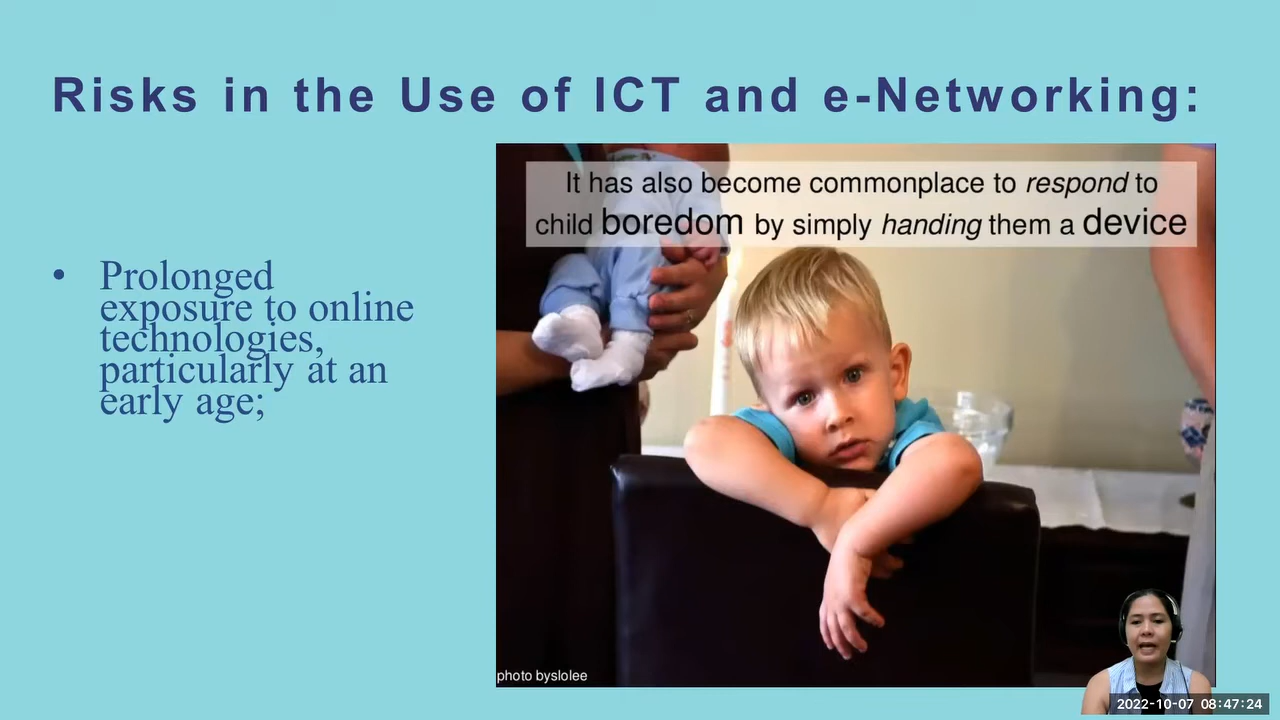 Risks in the Use of ICT and e-Networking:
It has also become commonplace to respond to
child boredom by simply handing them a device
• Prolonged
exposure to online
technologies,
particularly at an
early age;
photo byslolee
2022-10-07 08:47:24